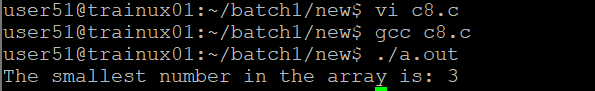 user51@trainux01:~/batch1/new$ vi c8.c
user51@trainux01:~/batch1/new$ gcc c8.c
user51@trainux01:~/batch1/new$ ./a.out
The smallest number in the array is: 3